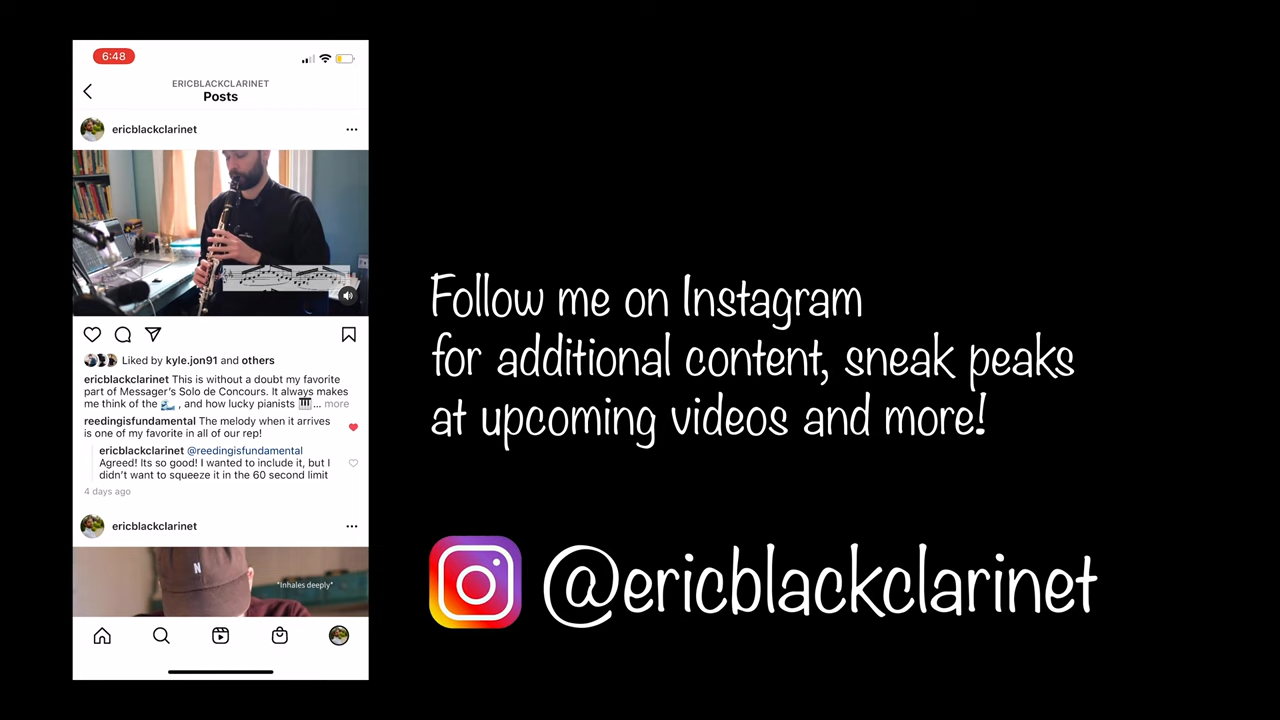 6:48
ERICBLACKCLARINET
Posts
ericblackclarinet
Liked by kyle.jon91 and others
ericblackclarinet This is without a doubt my favorite
part of Messager's Solo de Concours. It always makes
me think of the 🌊 , and how lucky pianists 🎹... more
reedingisfundamental The melody when it arrives
is one of my favorite in all of our rep!
ericblackclarinet @reedingisfundamental
Agreed! Its so good! I wanted to include it, but I
didn't want to squeeze it in the 60 second limit
4 days ago
ericblackclarinet
N
*Inhales deeply*
Follow me on Instagram
for additional content, sneak peaks
at upcoming videos and more!
@ericblackclarinet